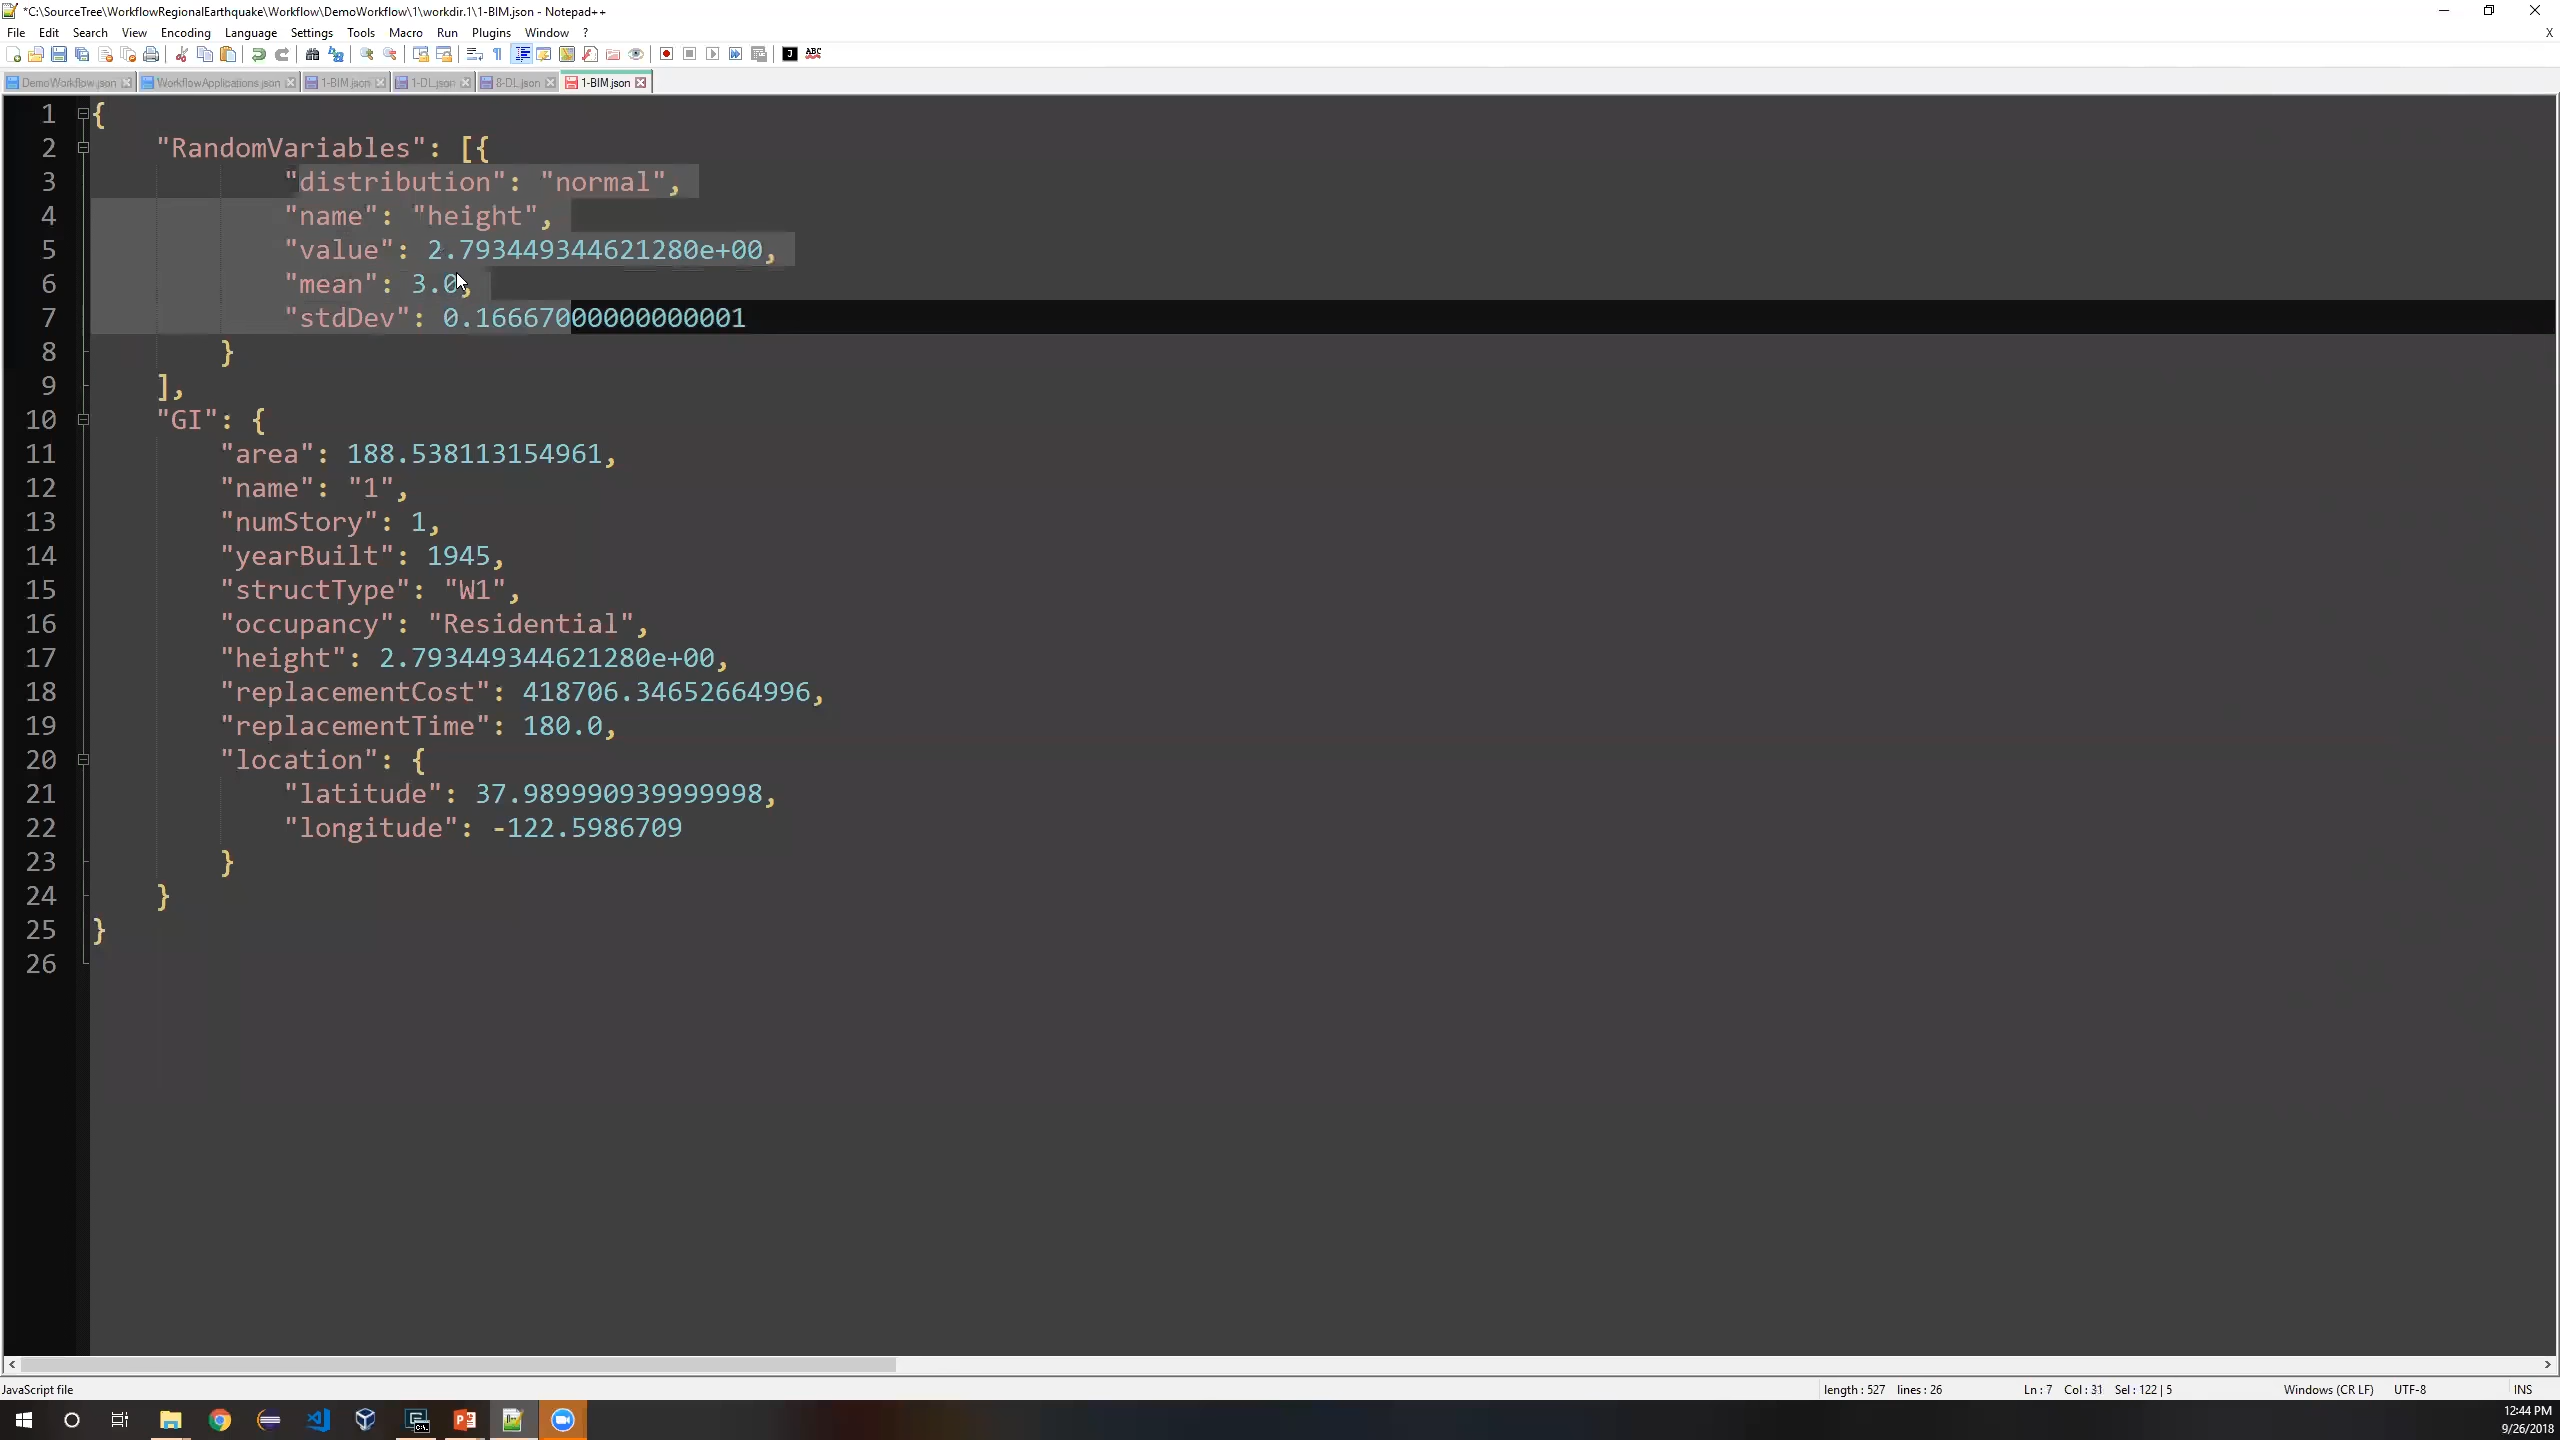 *C:\SourceTree\WorkflowRegionalEarthquake\Workflow\DemoWorkflow\1\workdir.1\1-BIM.json - Notepad++
File Edit Search View Encoding Language Settings Tools Macro Run Plugins Window ? X
DemoWorkflow.json WorkflowApplications.json 1-BIM.json 1-DL.json 8-DL.json 1-BIM.json
1 {
2 "RandomVariables": [{
3 "distribution": "normal",
4 "name": "height",
5 "value": 2.793449344621280e+00,
6 "mean": 3.0,
7 "stdDev": 0.16667000000000001
8 }
9 ],
10 "GI": {
11 "area": 188.538113154961,
12 "name": "1",
13 "numStory": 1,
14 "yearBuilt": 1945,
15 "structType": "W1",
16 "occupancy": "Residential",
17 "height": 2.793449344621280e+00,
18 "replacementCost": 418706.34652664996,
19 "replacementTime": 180.0,
20 "location": {
21 "latitude": 37.989990939999998,
22 "longitude": -122.5986709
23 }
24 }
25 }
26
JavaScript file length : 527 lines : 26 Ln : 7 Col : 31 Sel : 122 | 5 Windows (CR LF) UTF-8 INS
12:44 PM
9/26/2018